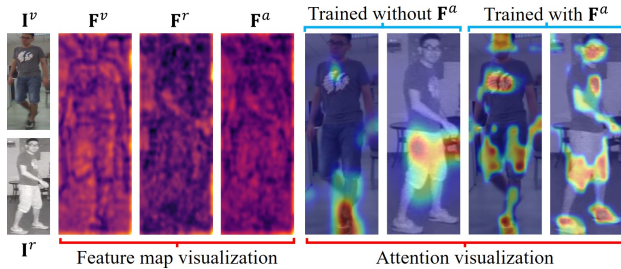 I^v F^v F^r F^a Trained without F^a Trained with F^a
I^r
Feature map visualization Attention visualization